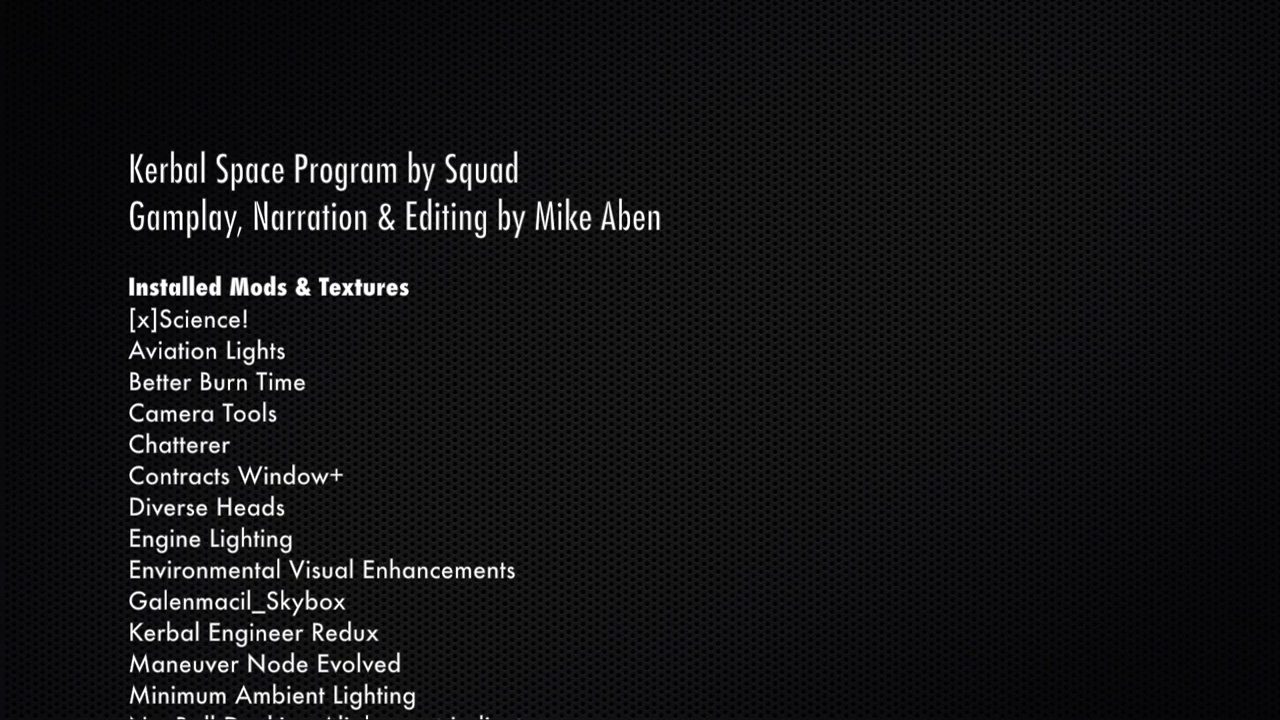 Kerbal Space Program by Squad
Gamplay, Narration & Editing by Mike Aben
Installed Mods & Textures
[x]Science!
Aviation Lights
Better Burn Time
Camera Tools
Chatterer
Contracts Window+
Diverse Heads
Engine Lighting
Environmental Visual Enhancements
Galenmacil_Skybox
Kerbal Engineer Redux
Maneuver Node Evolved
Minimum Ambient Lighting